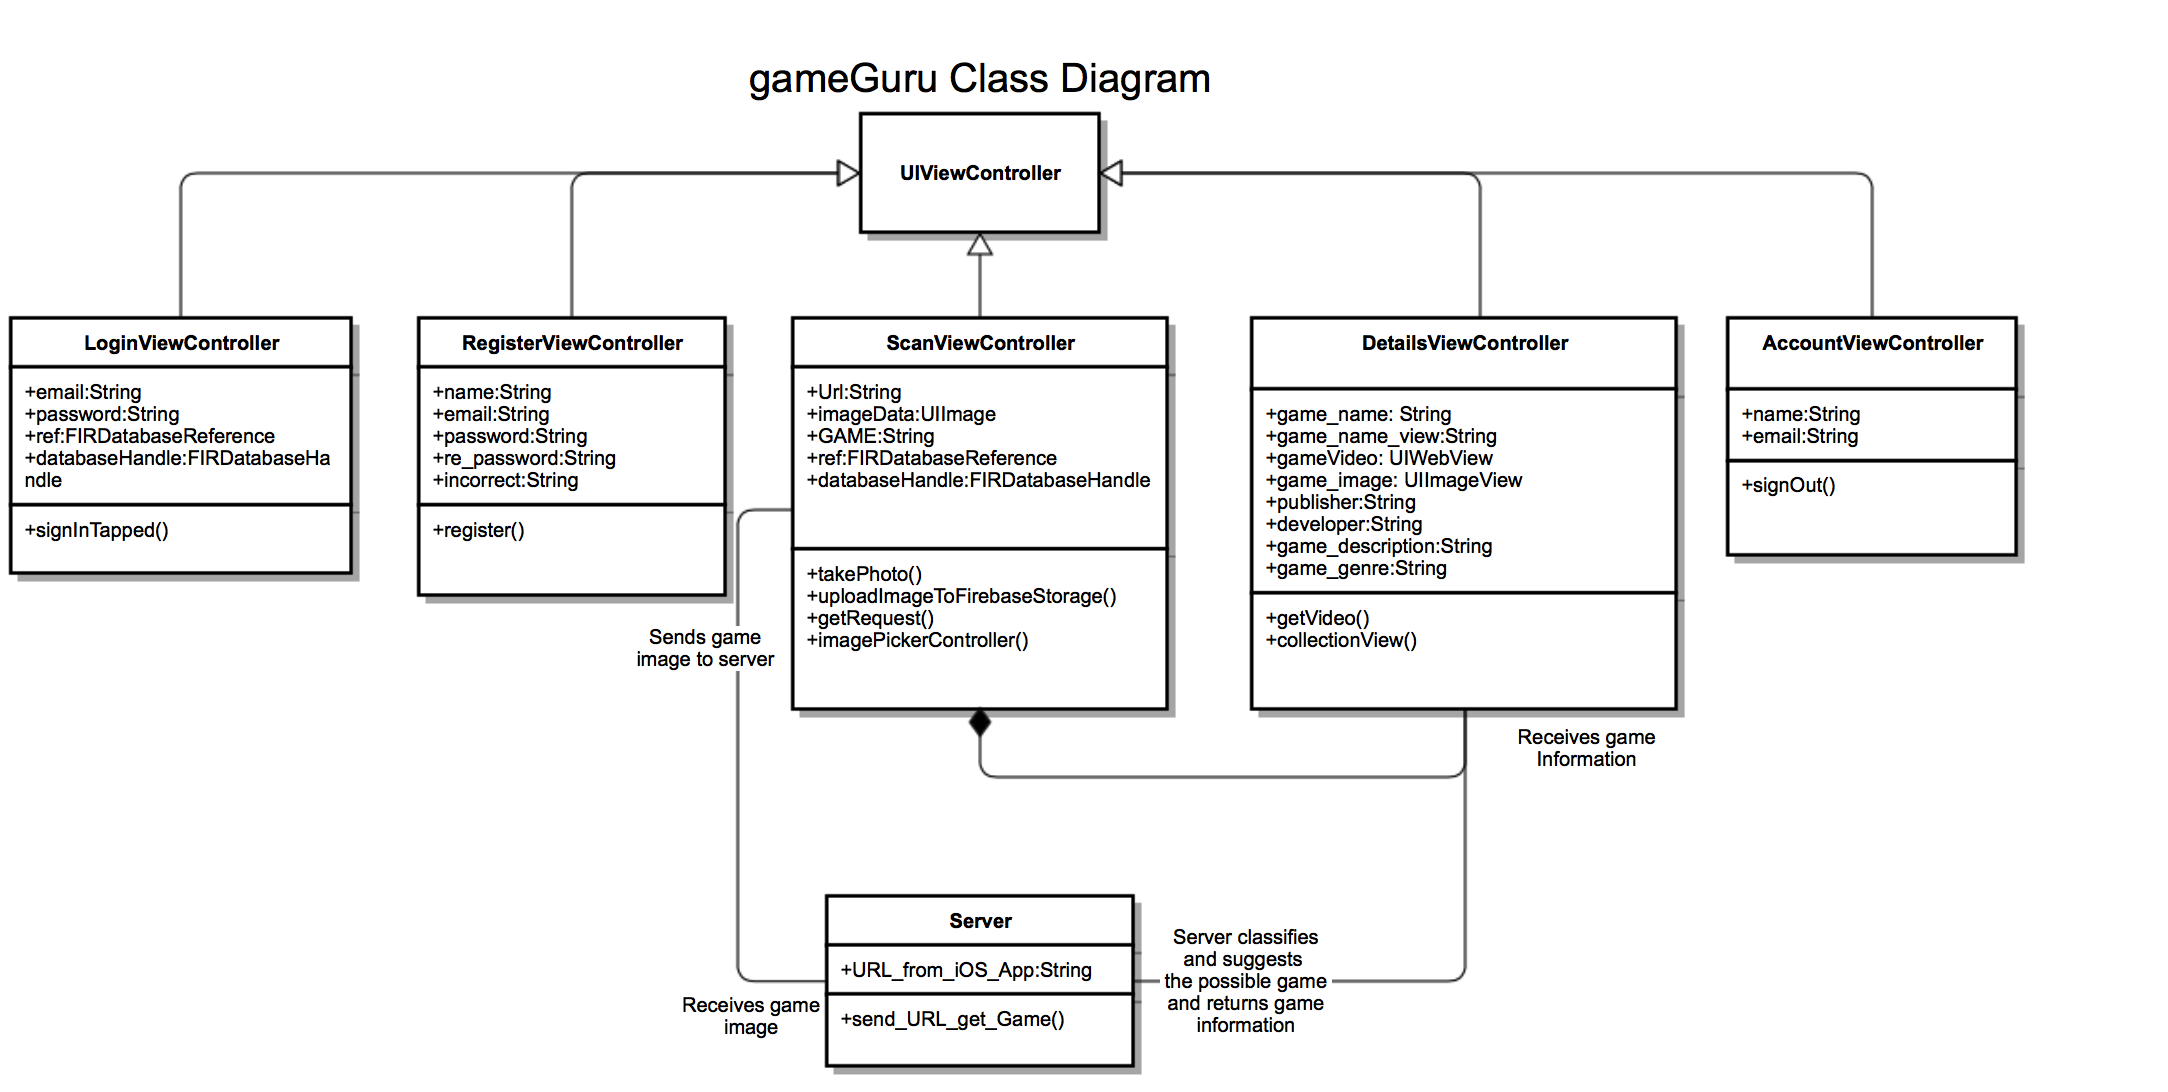 gameGuru Class Diagram
UIViewController
LoginViewController
+email:String
+password:String
+ref:FIRDatabaseReference
+databaseHandle:FIRDatabaseHa
ndle
+signInTapped()
RegisterViewController
+name:String
+email:String
+password:String
+re_password:String
+incorrect:String
+register()
ScanViewController
+Url:String
+imageData:UIImage
+GAME:String
+ref:FIRDatabaseReference
+databaseHandle:FIRDatabaseHandle
+takePhoto()
+uploadImageToFirebaseStorage()
+getRequest()
+imagePickerController()
DetailsViewController
+game_name: String
+game_name_view:String
+gameVideo: UIWebView
+game_image: UIImageView
+publisher:String
+developer:String
+game_description:String
+game_genre:String
+getVideo()
+collectionView()
AccountViewController
+name:String
+email:String
+signOut()
Sends game
image to server
Receives game
Information
Server
+URL_from_iOS_App:String
+send_URL_get_Game()
Receives game
image
Server classifies
and suggests
the possible game
and returns game
information